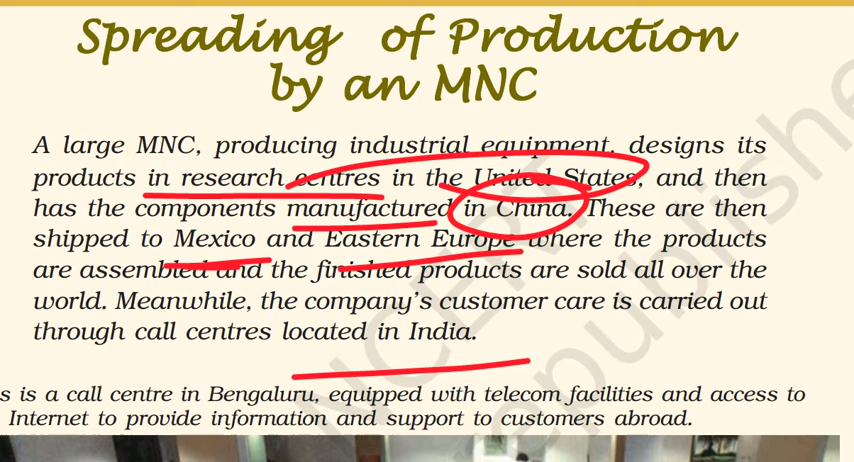 Spreading of Production
by an MNC
A large MNC, producing industrial equipment, designs its
products in research centres in the United States, and then
has the components manufactured in China. These are then
shipped to Mexico and Eastern Europe where the products
are assembled and the finished products are sold all over the
world. Meanwhile, the company's customer care is carried out
through call centres located in India.
s is a call centre in Bengaluru, equipped with telecom facilities and access to
Internet to provide information and support to customers abroad.
NCERT
republishe